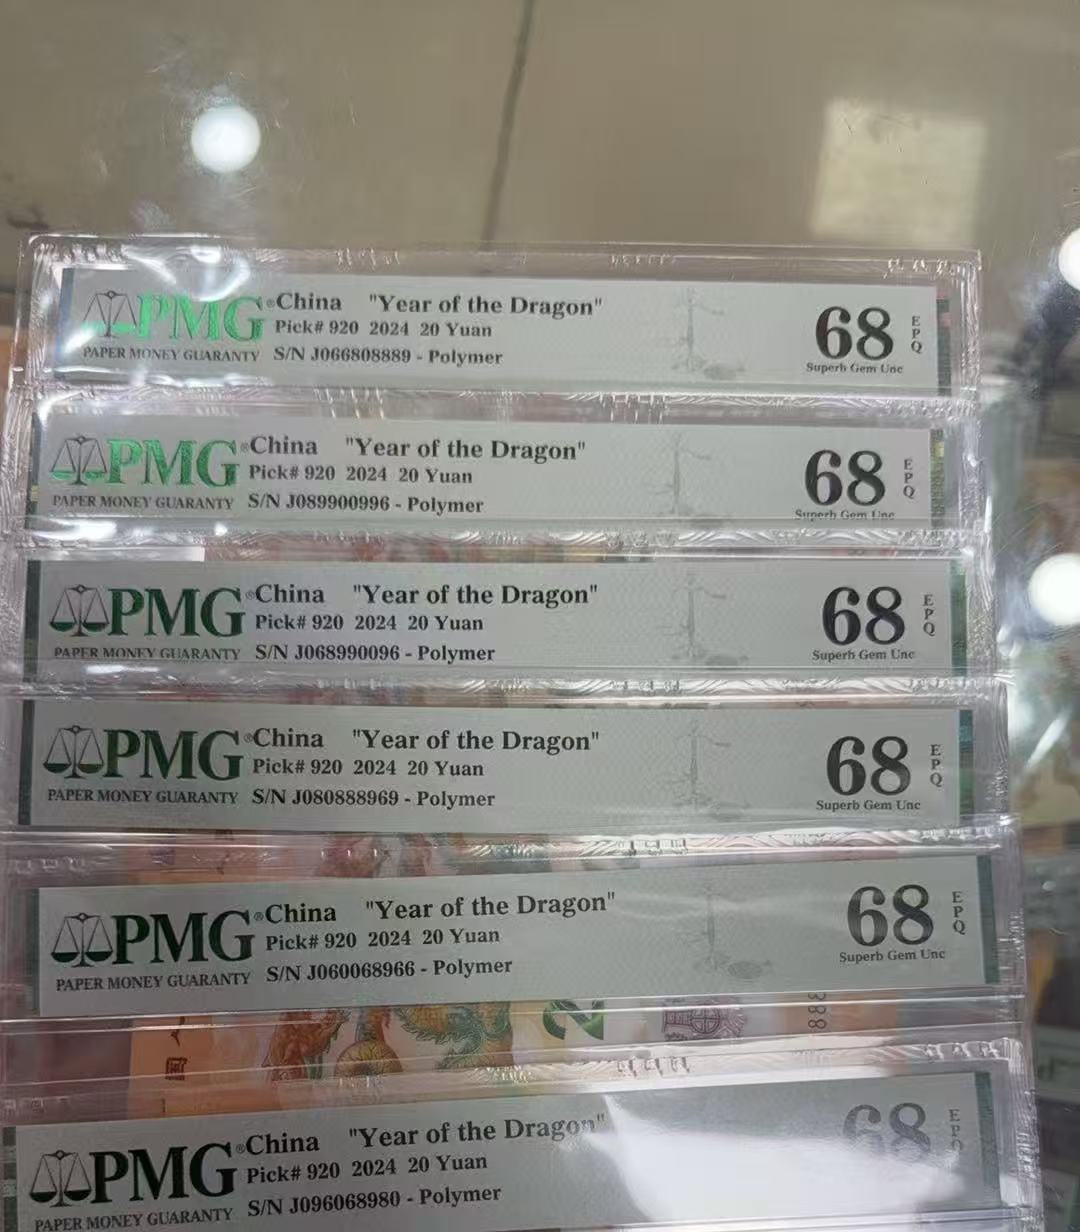 PMG® China "Year of the Dragon"
Pick# 920 2024 20 Yuan
PAPER MONEY GUARANTY S/N J066808889 - Polymer
68 EPQ
Superb Gem Unc
PMG® China "Year of the Dragon"
Pick# 920 2024 20 Yuan
PAPER MONEY GUARANTY S/N J089900996 - Polymer
68 EPQ
Superb Gem Unc
PMG® China "Year of the Dragon"
Pick# 920 2024 20 Yuan
PAPER MONEY GUARANTY S/N J068990096 - Polymer
68 EPQ
Superb Gem Unc
PMG® China "Year of the Dragon"
Pick# 920 2024 20 Yuan
PAPER MONEY GUARANTY S/N J080888969 - Polymer
68 EPQ
Superb Gem Unc
PMG® China "Year of the Dragon"
Pick# 920 2024 20 Yuan
PAPER MONEY GUARANTY S/N J060068966 - Polymer
68 EPQ
Superb Gem Unc
PMG® China "Year of the Dragon"
Pick# 920 2024 20 Yuan
PAPER MONEY GUARANTY S/N J096068980 - Polymer
68 EPQ